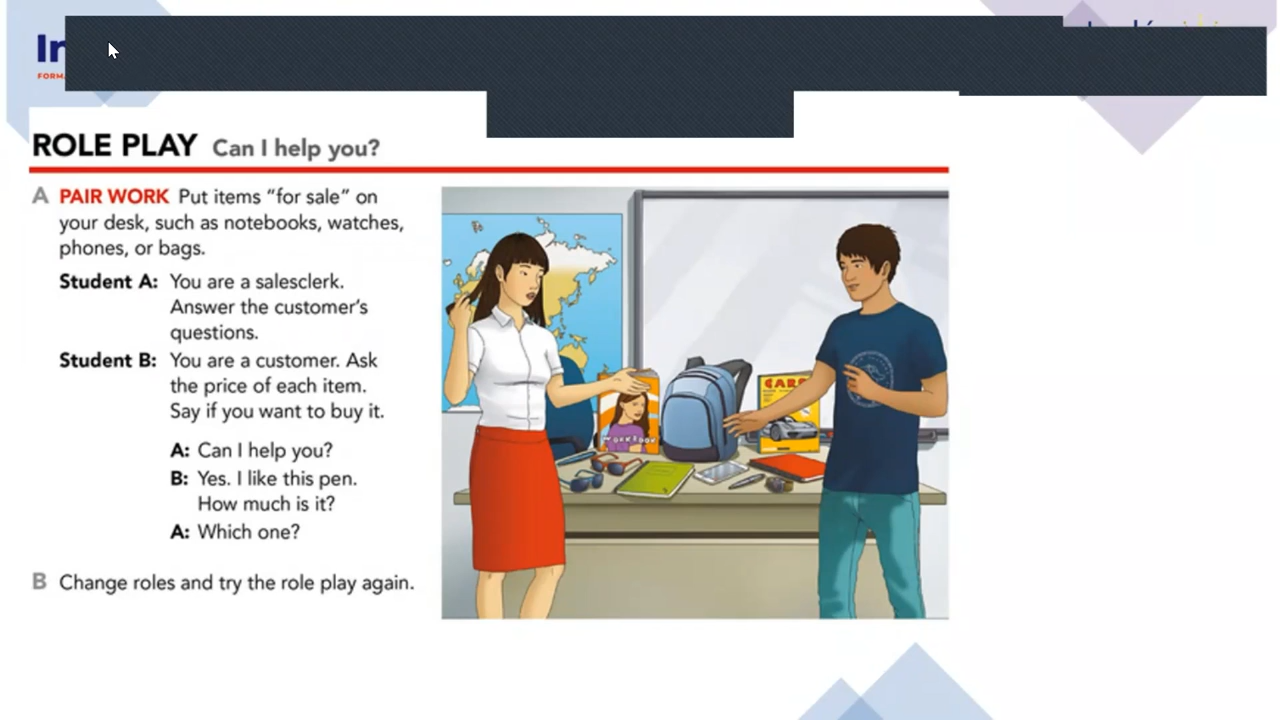 ROLE PLAY Can I help you?
A PAIR WORK Put items “for sale” on
your desk, such as notebooks, watches,
phones, or bags.
Student A: You are a salesclerk.
Answer the customer’s
questions.
Student B: You are a customer. Ask
the price of each item.
Say if you want to buy it.
A: Can I help you?
B: Yes. I like this pen.
How much is it?
A: Which one?
B Change roles and try the role play again.
CARS
WORKBOOK